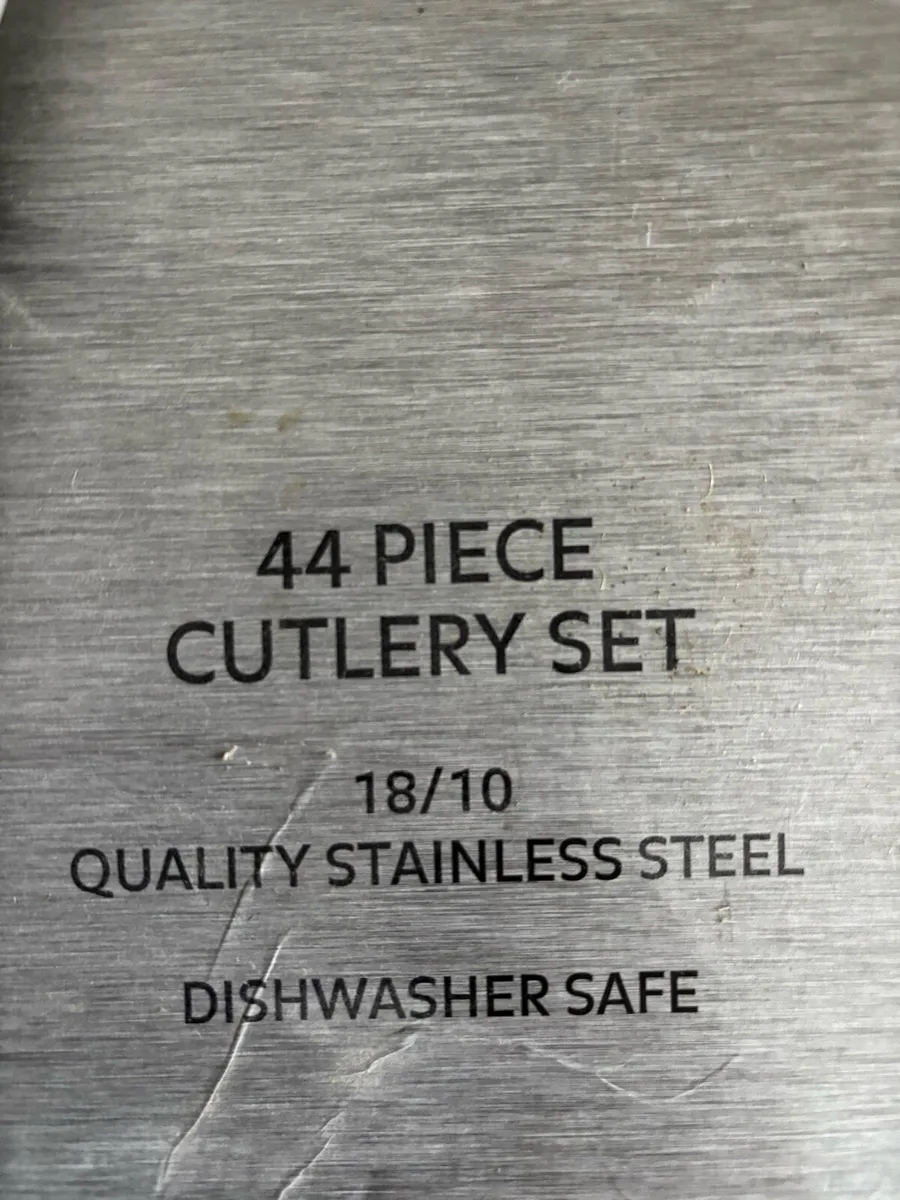 44 PIECE
CUTLERY SET
18/10
QUALITY STAINLESS STEEL
DISHWASHER SAFE